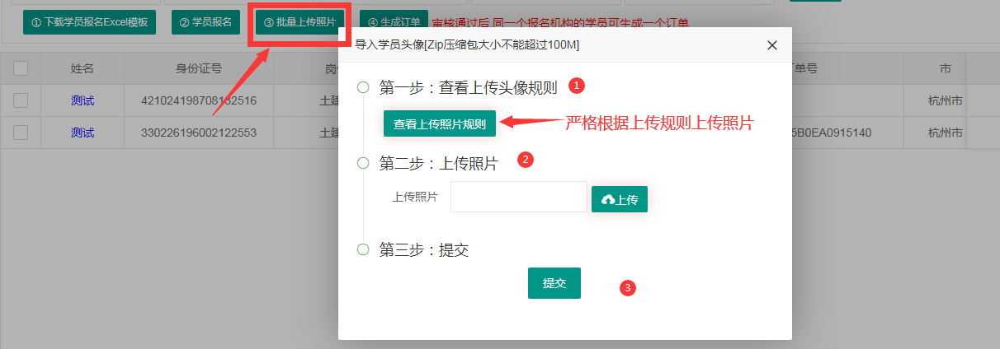 ① 下载学员报名Excel模板
② 学员报名
③ 批量上传照片
④ 生成订单
审核通过后,同一个报名机构的学员可生成一个订单
姓名
身份证号
单号
市
测试
土建
杭州市
测试
330226196002122553
土建
5B0EA0915140
杭州市
导入学员头像[Zip压缩包大小不能超过100M]
第一步：查看上传头像规则
1
查看上传照片规则
严格根据上传规则上传照片
第二步：上传照片
2
上传照片
上传
第三步：提交
提交
3